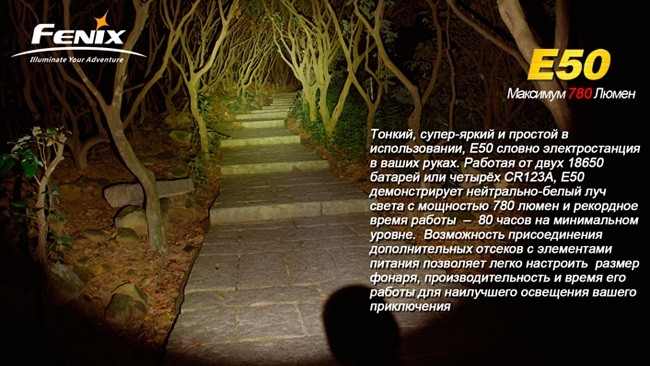 FENIX
Illuminate Your Adventure
E50
Максимум 780 Люмен
Тонкий, супер-яркий и простой в
использовании, E50 словно электростанция
в ваших руках. Работая от двух 18650
батарей или четырёх CR123A, E50
демонстрирует нейтрально-белый луч
света с мощностью 780 люмен и рекордное
время работы – 80 часов на минимальном
уровне. Возможность присоединения
дополнительных отсеков с элементами
питания позволяет легко настроить размер
фонаря, производительность и время его
работы для наилучшего освещения вашего
приключения